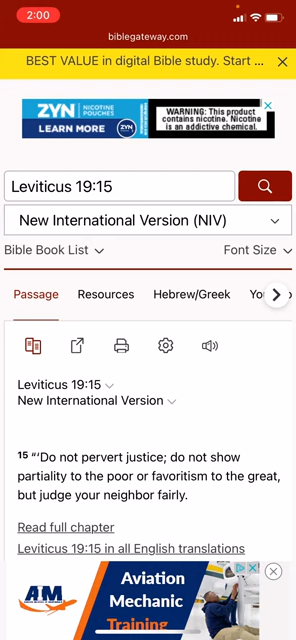 2:00
biblegateway.com
BEST VALUE in digital Bible study. Start ...
ZYN NICOTINE POUCHES
LEARN MORE ZYN
WARNING: This product
contains nicotine. Nicotine
is an addictive chemical.
Leviticus 19:15
New International Version (NIV)
Bible Book List Font Size
Passage Resources Hebrew/Greek
Leviticus 19:15
New International Version
15 “‘Do not pervert justice; do not show
partiality to the poor or favoritism to the great,
but judge your neighbor fairly.
Read full chapter
Leviticus 19:15 in all English translations
AM
Aviation
Mechanic
Training